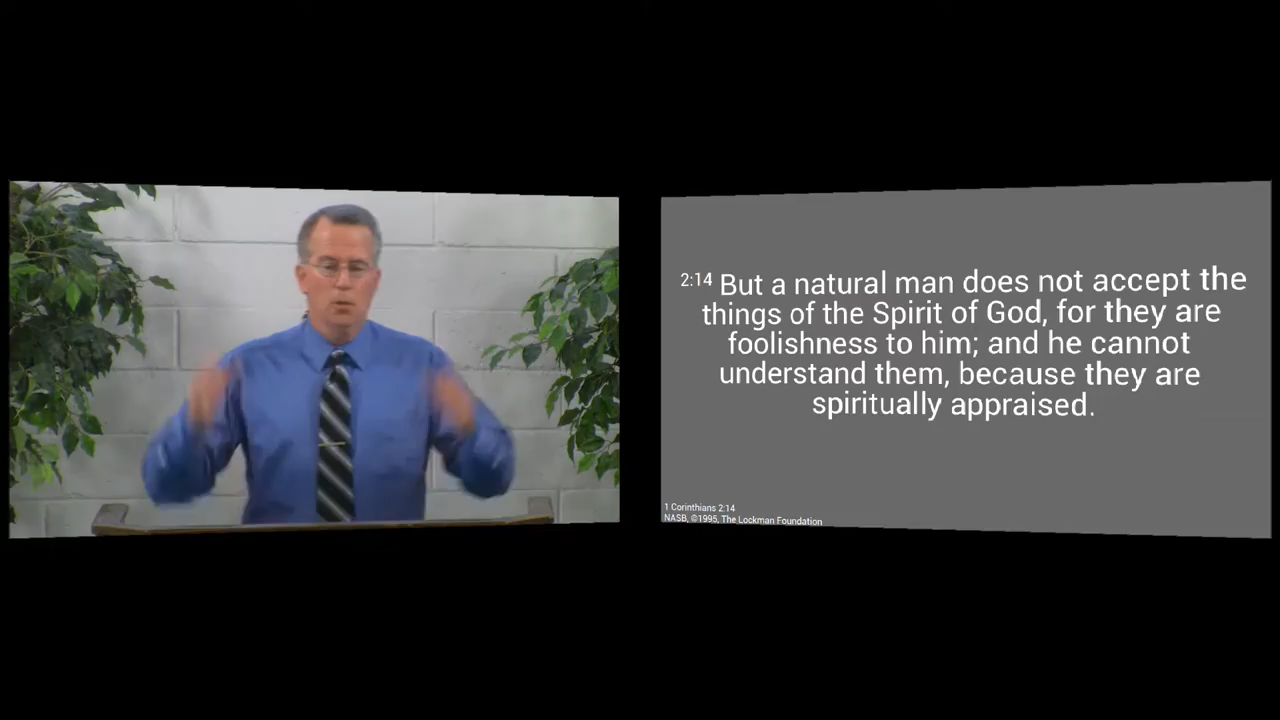 2:14 But a natural man does not accept the
things of the Spirit of God, for they are
foolishness to him; and he cannot
understand them, because they are
spiritually appraised.
1 Corinthians 2:14
NASB, ©1995, The Lockman Foundation